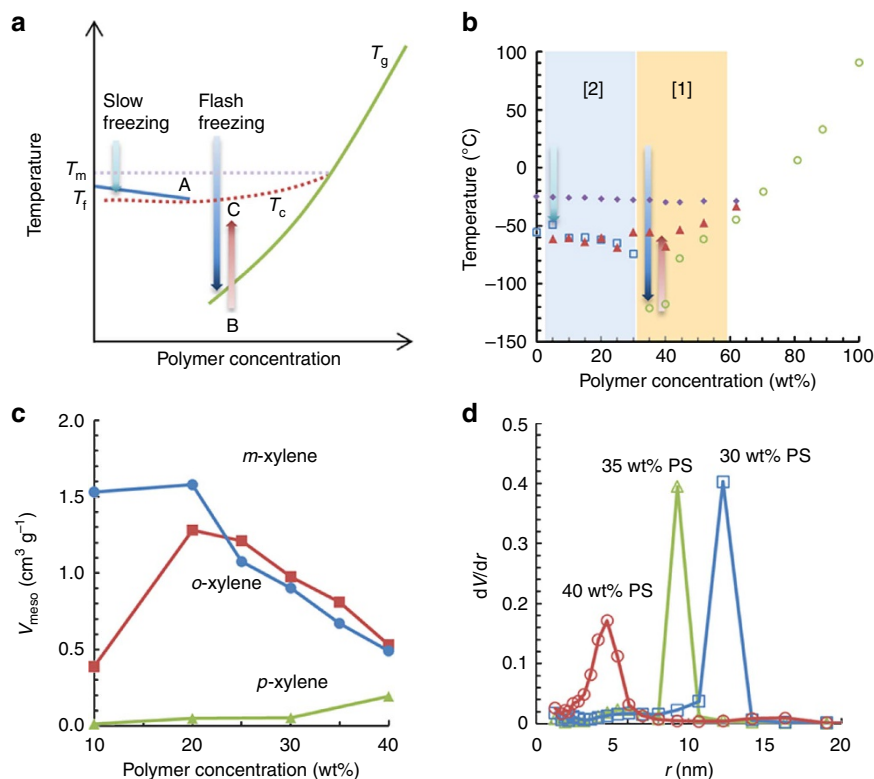 a
Temperature
Slow
freezing
Flash
freezing
Tg
Tm
Tf
A
C
Tc
B
Polymer concentration
b
Temperature (°C)
100
50
0
−50
−100
−150
[2]
[1]
0 20 40 60 80 100
Polymer concentration (wt%)
c
Vmeso (cm³ g⁻¹)
2.0
1.5
1.0
0.5
0.0
m-xylene
o-xylene
p-xylene
10 20 30 40
Polymer concentration (wt%)
d
dV/dr
0.5
0.4
0.3
0.2
0.1
0
35 wt% PS
30 wt% PS
40 wt% PS
0 5 10 15 20
r (nm)